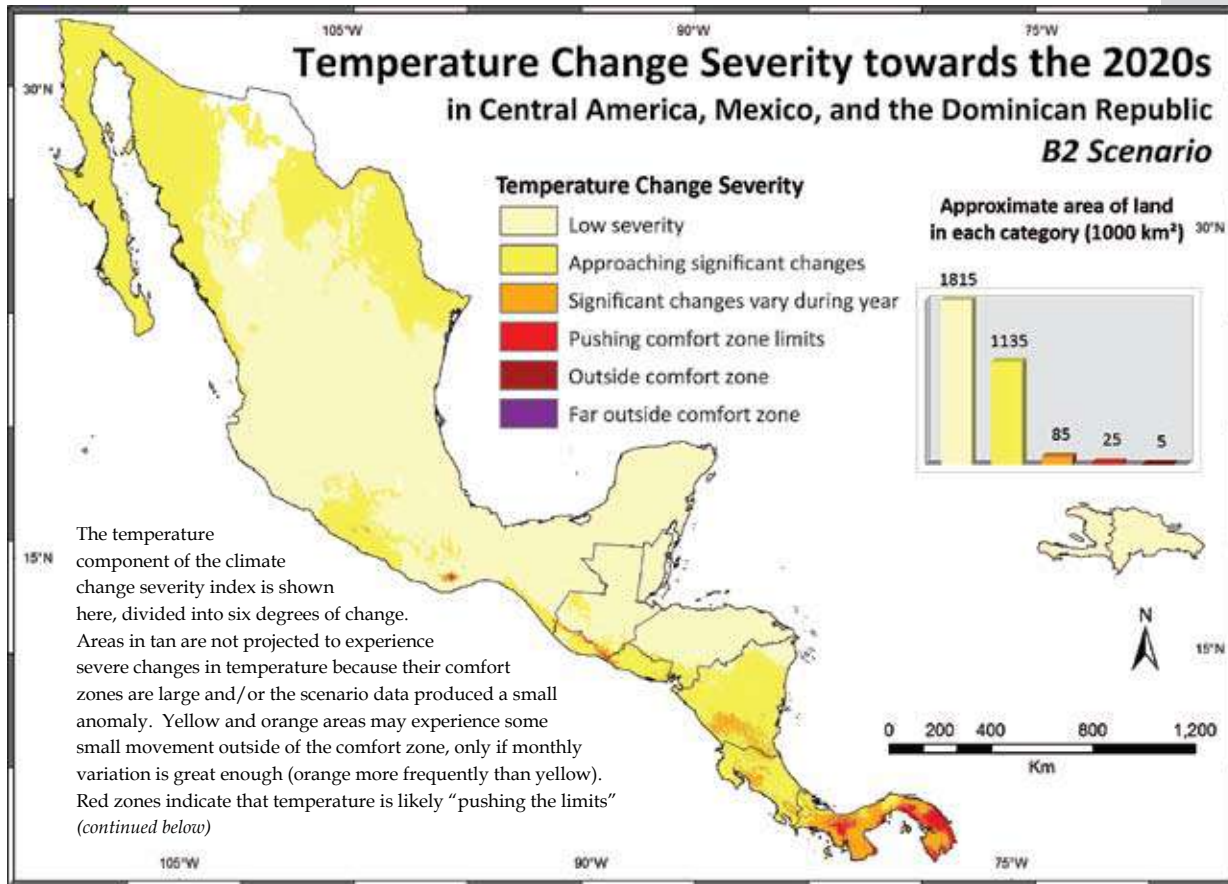 105°W 90°W 75°W
Temperature Change Severity towards the 2020s
in Central America, Mexico, and the Dominican Republic
B2 Scenario
30°N
Temperature Change Severity
Low severity
Approaching significant changes
Significant changes vary during year
Pushing comfort zone limits
Outside comfort zone
Far outside comfort zone
Approximate area of land
in each category (1000 km²)
30°N
1815
1135
85
25
5
The temperature
component of the climate
change severity index is shown
here, divided into six degrees of change.
Areas in tan are not projected to experience
severe changes in temperature because their comfort
zones are large and/or the scenario data produced a small
anomaly. Yellow and orange areas may experience some
small movement outside of the comfort zone, only if monthly
variation is great enough (orange more frequently than yellow).
Red zones indicate that temperature is likely “pushing the limits”
(continued below)
15°N
N
15°N
0 200 400 800 1,200
Km
105°W 90°W 75°W